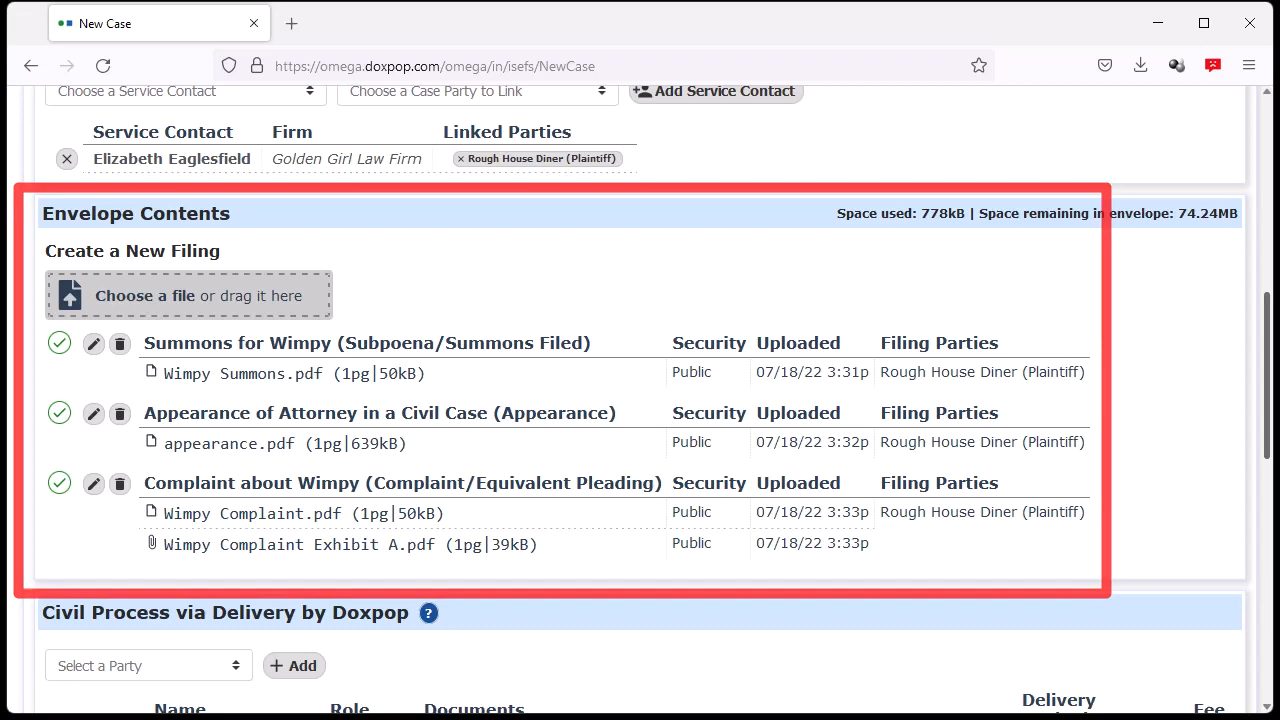 New Case
https://omega.doxpop.com/omega/in/isefs/NewCase
Choose a Service Contact Choose a Case Party to Link Add Service Contact
Service Contact Firm Linked Parties
Elizabeth Eaglesfield Golden Girl Law Firm × Rough House Diner (Plaintiff)
Envelope Contents Space used: 778kB | Space remaining in envelope: 74.24MB
Create a New Filing
Choose a file or drag it here
Summons for Wimpy (Subpoena/Summons Filed) Security Uploaded Filing Parties
Wimpy Summons.pdf (1pg|50kB) Public 07/18/22 3:31p Rough House Diner (Plaintiff)
Appearance of Attorney in a Civil Case (Appearance) Security Uploaded Filing Parties
appearance.pdf (1pg|639kB) Public 07/18/22 3:32p Rough House Diner (Plaintiff)
Complaint about Wimpy (Complaint/Equivalent Pleading) Security Uploaded Filing Parties
Wimpy Complaint.pdf (1pg|50kB) Public 07/18/22 3:33p Rough House Diner (Plaintiff)
Wimpy Complaint Exhibit A.pdf (1pg|39kB) Public 07/18/22 3:33p
Civil Process via Delivery by Doxpop ?
Select a Party + Add
Delivery
Name Role Documents Fee